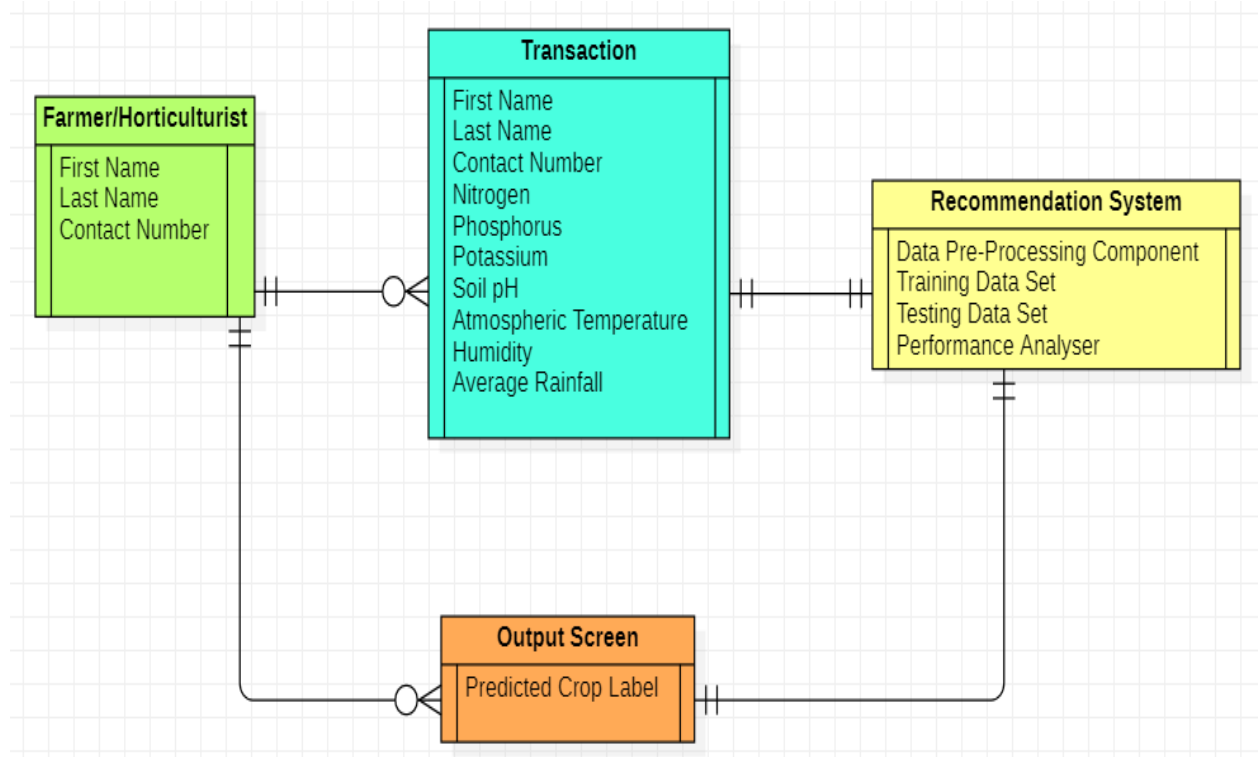 Farmer/Horticulturist
First Name
Last Name
Contact Number
Transaction
First Name
Last Name
Contact Number
Nitrogen
Phosphorus
Potassium
Soil pH
Atmospheric Temperature
Humidity
Average Rainfall
Recommendation System
Data Pre-Processing Component
Training Data Set
Testing Data Set
Performance Analyser
Output Screen
Predicted Crop Label